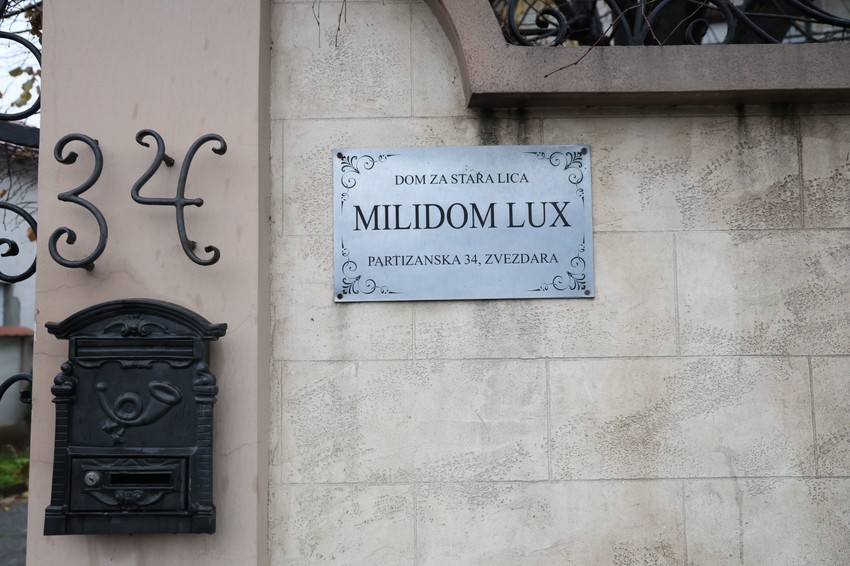 34
DOM ZA STARA LICA
MILIDOM LUX
PARTIZANSKA 34, ZVEZDARA